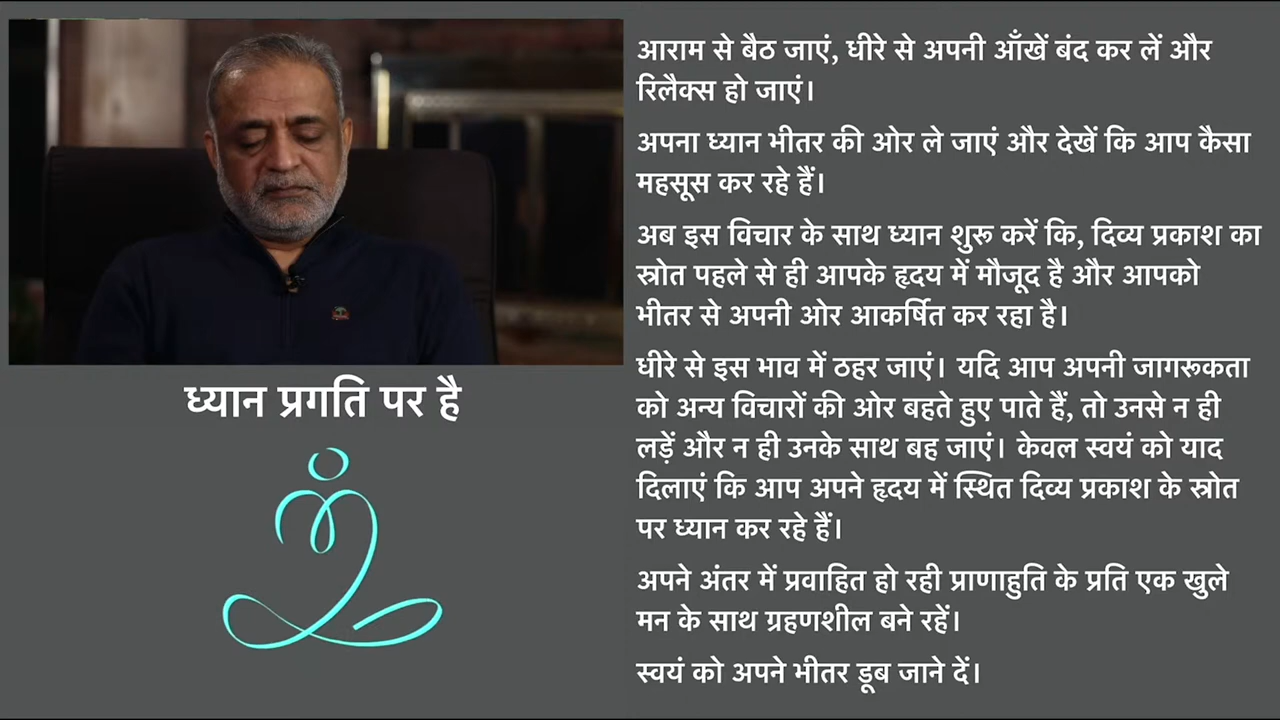 आराम से बैठ जाएं, धीरे से अपनी आँखें बंद कर लें और
रिलैक्स हो जाएं।
अपना ध्यान भीतर की ओर ले जाएं और देखें कि आप कैसा
महसूस कर रहे हैं।
अब इस विचार के साथ ध्यान शुरू करें कि, दिव्य प्रकाश का
स्रोत पहले से ही आपके हृदय में मौजूद है और आपको
भीतर से अपनी ओर आकर्षित कर रहा है।
धीरे से इस भाव में ठहर जाएं। यदि आप अपनी जागरूकता
को अन्य विचारों की ओर बहते हुए पाते हैं, तो उनसे न ही
लड़ें और न ही उनके साथ बह जाएं। केवल स्वयं को याद
दिलाएं कि आप अपने हृदय में स्थित दिव्य प्रकाश के स्रोत
पर ध्यान कर रहे हैं।
अपने अंतर में प्रवाहित हो रही प्राणाहुति के प्रति एक खुले
मन के साथ ग्रहणशील बने रहें।
स्वयं को अपने भीतर डूब जाने दें।
ध्यान प्रगति पर है